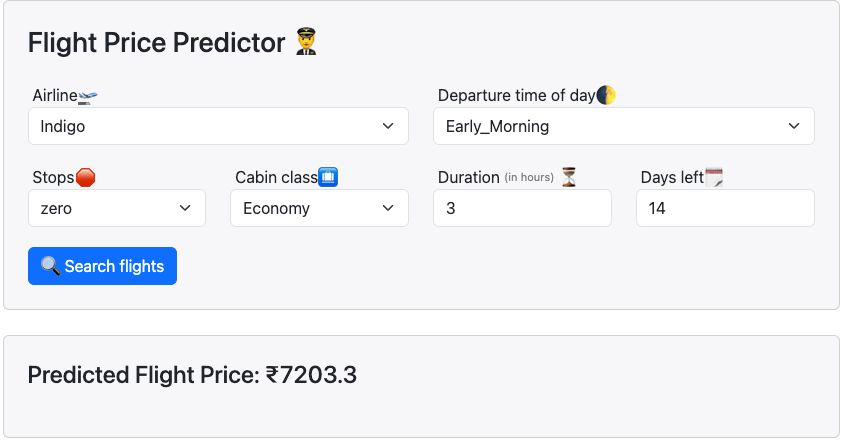 Flight Price Predictor 👨‍✈️
Airline🛫 Departure time of day🌓
Indigo Early_Morning
Stops🛑 Cabin class🛄 Duration (in hours) ⏳ Days left🗓️
zero Economy 3 14
🔍 Search flights
Predicted Flight Price: ₹7203.3